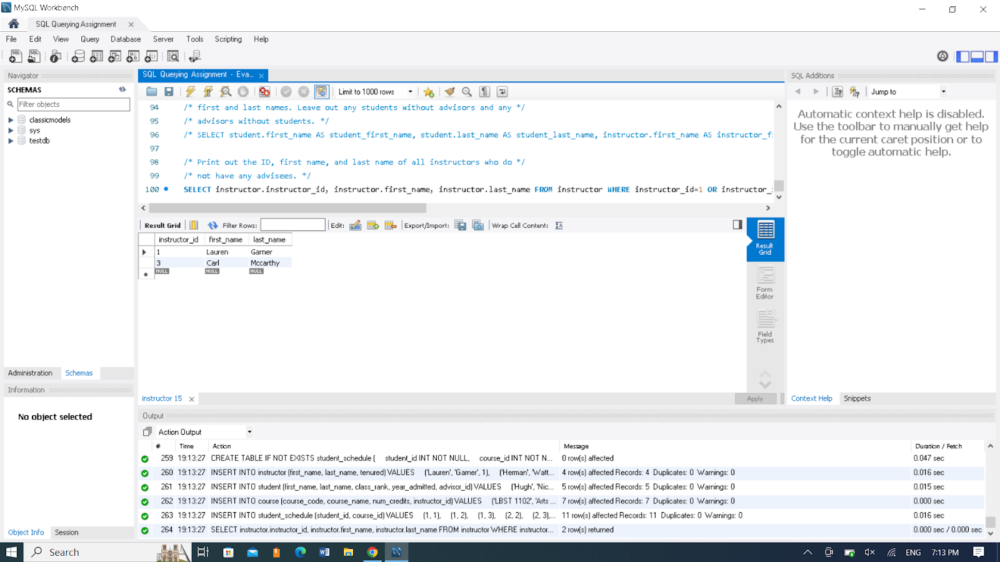 MySQL Workbench
SQL Querying Assignment
File Edit View Query Database Server Tools Scripting Help
Navigator
SCHEMAS
Filter objects
classicmodels
sys
testdb
Administration Schemas
Information
No object selected
Object Info Session
SQL Querying Assignment - Eva...
Limit to 1000 rows
94 /* first and last names. Leave out any students without advisors and any */
95 /* advisors without students. */
96 /* SELECT student.first_name AS student_first_name, student.last_name AS student_last_name, instructor.first_name AS instructor_fi
97
98 /* Print out the ID, first name, and last name of all instructors who do */
99 /* not have any advisees. */
100 SELECT instructor.instructor_id, instructor.first_name, instructor.last_name FROM instructor WHERE instructor_id=1 OR instructor_
Result Grid Filter Rows: Edit: Export/Import: Wrap Cell Content:
instructor_id first_name last_name
1 Lauren Garner
3 Carl Mccarthy
NULL NULL NULL
Result Grid
Form Editor
Field Types
instructor 15
Apply
SQL Additions
Jump to
Automatic context help is disabled.
Use the toolbar to manually get help
for the current caret position or to
toggle automatic help.
Context Help Snippets
Output
Action Output
# Time Action Message Duration / Fetch
259 19:13:27 CREATE TABLE IF NOT EXISTS student_schedule ( student_id INT NOT NULL, course_id INT NOT N... 0 row(s) affected 0.047 sec
260 19:13:27 INSERT INTO instructor (first_name, last_name, tenured) VALUES ('Lauren', 'Garner', 1), ('Herman', 'Watt... 4 row(s) affected Records: 4 Duplicates: 0 Warnings: 0 0.016 sec
261 19:13:27 INSERT INTO student (first_name, last_name, class_rank, year_admitted, advisor_id) VALUES ('Hugh', 'Nic... 5 row(s) affected Records: 5 Duplicates: 0 Warnings: 0 0.015 sec
262 19:13:27 INSERT INTO course (course_code, course_name, num_credits, instructor_id) VALUES ('LBST 1102', 'Arts ... 7 row(s) affected Records: 7 Duplicates: 0 Warnings: 0 0.000 sec
263 19:13:27 INSERT INTO student_schedule (student_id, course_id) VALUES (1, 1), (1, 2), (1, 3), (2, 2), (2, 3),... 11 row(s) affected Records: 11 Duplicates: 0 Warnings: 0 0.016 sec
264 19:13:27 SELECT instructor.instructor_id, instructor.first_name, instructor.last_name FROM instructor WHERE instructor... 2 row(s) returned 0.000 sec / 0.000 sec
Search
ENG 7:13 PM